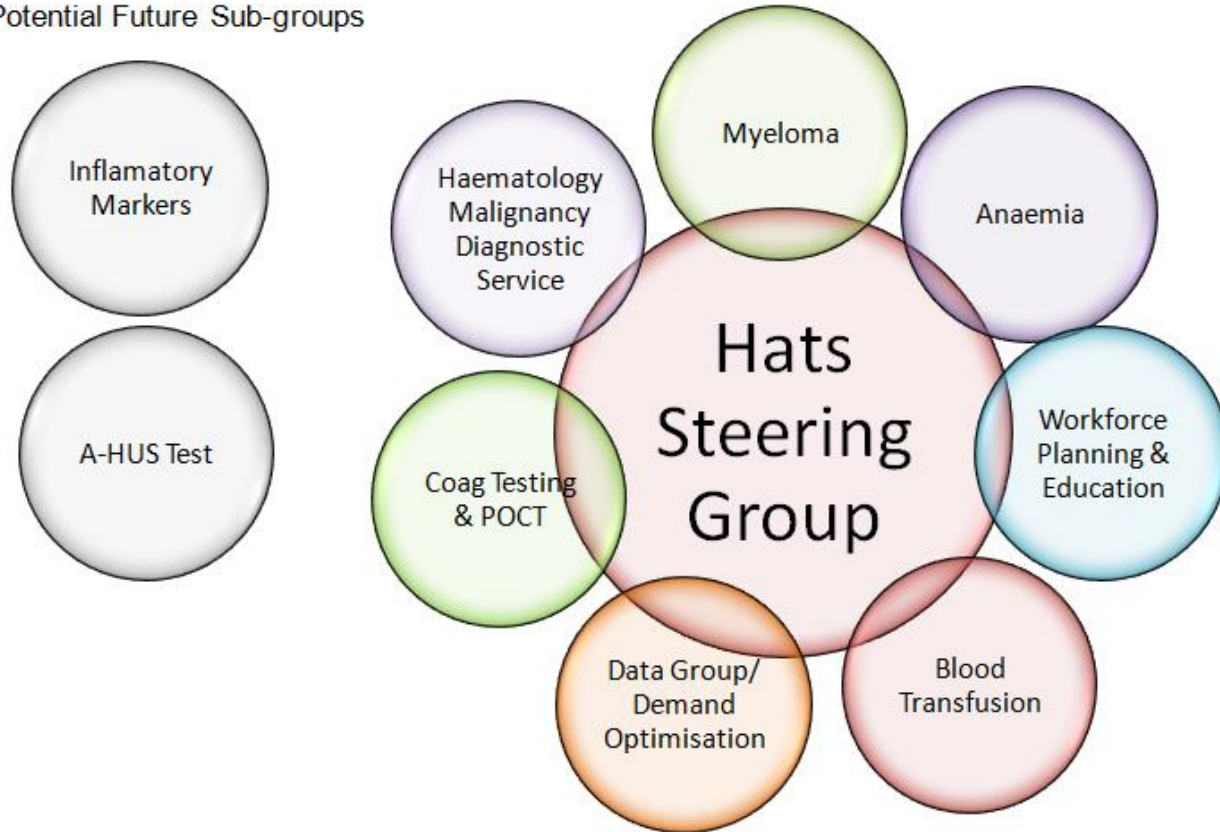 Potential Future Sub-groups
Inflamatory
Markers
A-HUS Test
Myeloma
Haematology
Malignancy
Diagnostic
Service
Anaemia
Hats
Steering
Group
Workforce
Planning &
Education
Coag Testing
& POCT
Data Group/
Demand
Optimisation
Blood
Transfusion